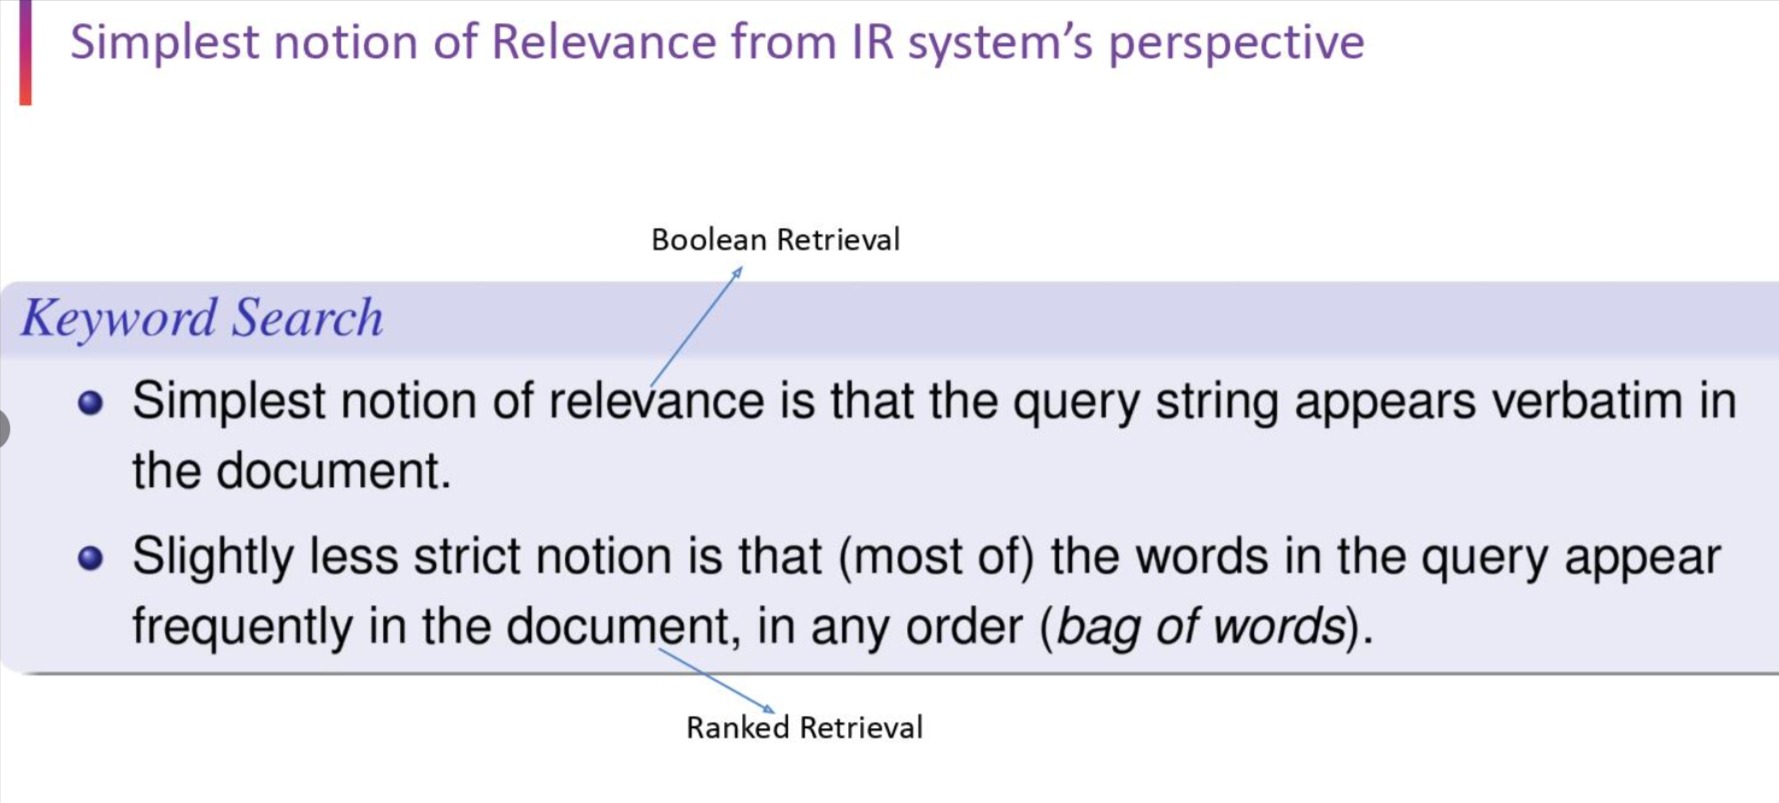 Simplest notion of Relevance from IR system's perspective
Boolean Retrieval
Keyword Search
Simplest notion of relevance is that the query string appears verbatim in
the document.
Slightly less strict notion is that (most of) the words in the query appear
frequently in the document, in any order (bag of words).
Ranked Retrieval